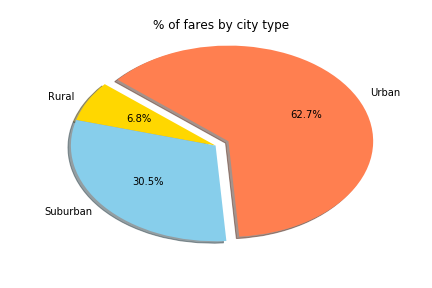 % of fares by city type
Urban
62.7%
Rural
6.8%
30.5%
Suburban